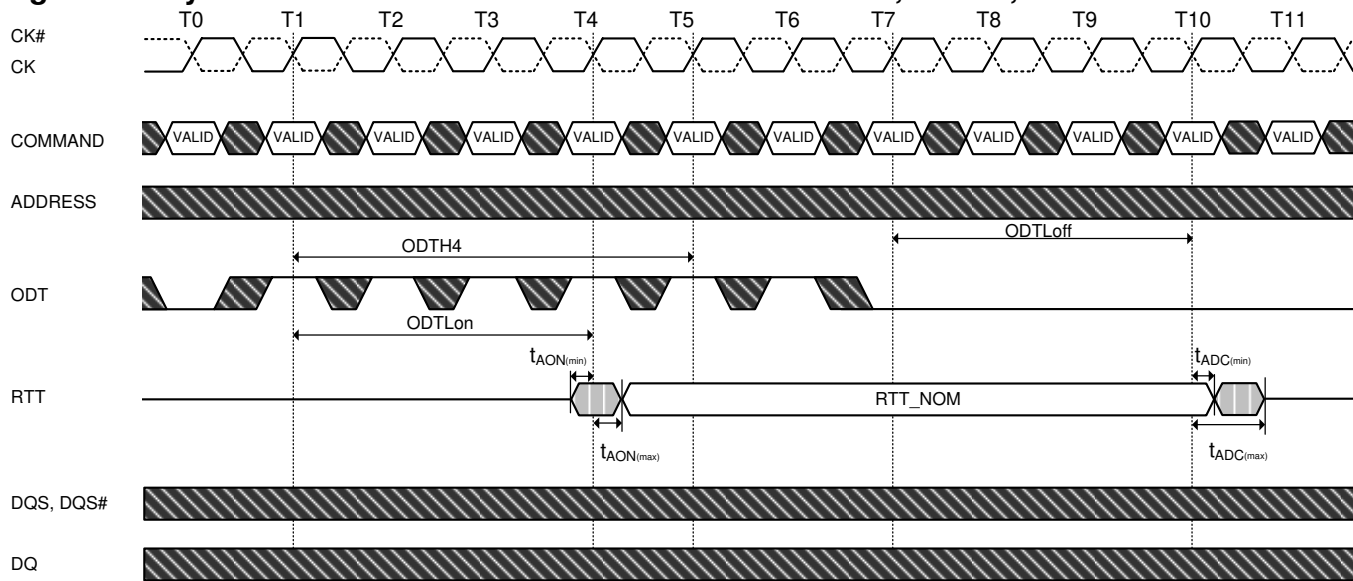 T0 T1 T2 T3 T4 T5 T6 T7 T8 T9 T10 T11
CK#
CK
COMMAND VALID VALID VALID VALID VALID VALID VALID VALID VALID VALID VALID VALID
ADDRESS
ODTLoff
ODTH4
ODT
ODTLon
tAON(min) tADC(min)
RTT RTT_NOM
tAON(max) tADC(max)
DQS, DQS#
DQ